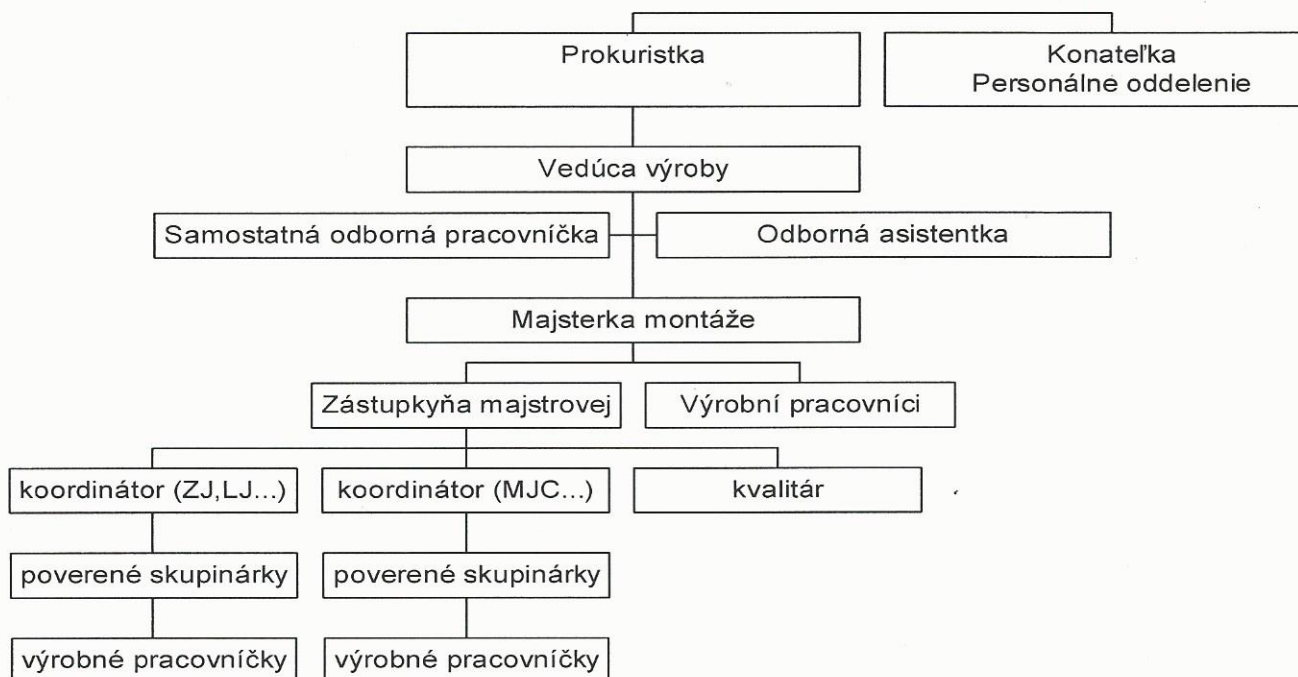 Prokuristka
Konateľka
Personálne oddelenie
Vedúca výroby
Samostatná odborná pracovníčka
Odborná asistentka
Majsterka montáže
Zástupkyňa majstrovej
Výrobní pracovníci
koordinátor (ZJ,LJ...)
koordinátor (MJC...)
kvalitár
poverené skupinárky
poverené skupinárky
výrobné pracovníčky
výrobné pracovníčky